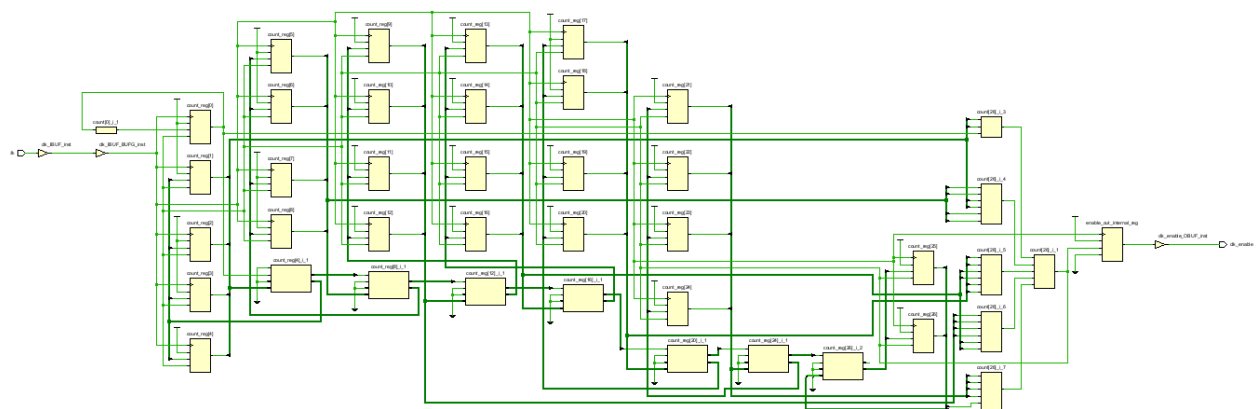 count_reg[17]
count_reg[9]
count_reg[13]
count_reg[5]
count_reg[18]
count_reg[6]
count_reg[10]
count_reg[14]
count_reg[21]
count_reg[0]
count[0]_i_1
count[26]_i_3
clk_IBUF_inst
clk_IBUF_BUFG_inst
count_reg[1]
count_reg[7]
count_reg[11]
count_reg[15]
count_reg[19]
count_reg[22]
count[26]_i_4
count_reg[2]
count_reg[8]
count_reg[12]
count_reg[16]
count_reg[20]
count_reg[23]
enable_out_internal_reg
clk_enable_OBUF_inst
clk_enable
count_reg[25]
count[26]_i_5
count[26]_i_1
count_reg[3]
count_reg[4]_i_1
count_reg[8]_i_1
count_reg[12]_i_1
count_reg[16]_i_1
count_reg[24]
count[26]_i_6
count_reg[26]
count_reg[4]
count_reg[20]_i_1
count_reg[24]_i_1
count_reg[26]_i_2
count[26]_i_7